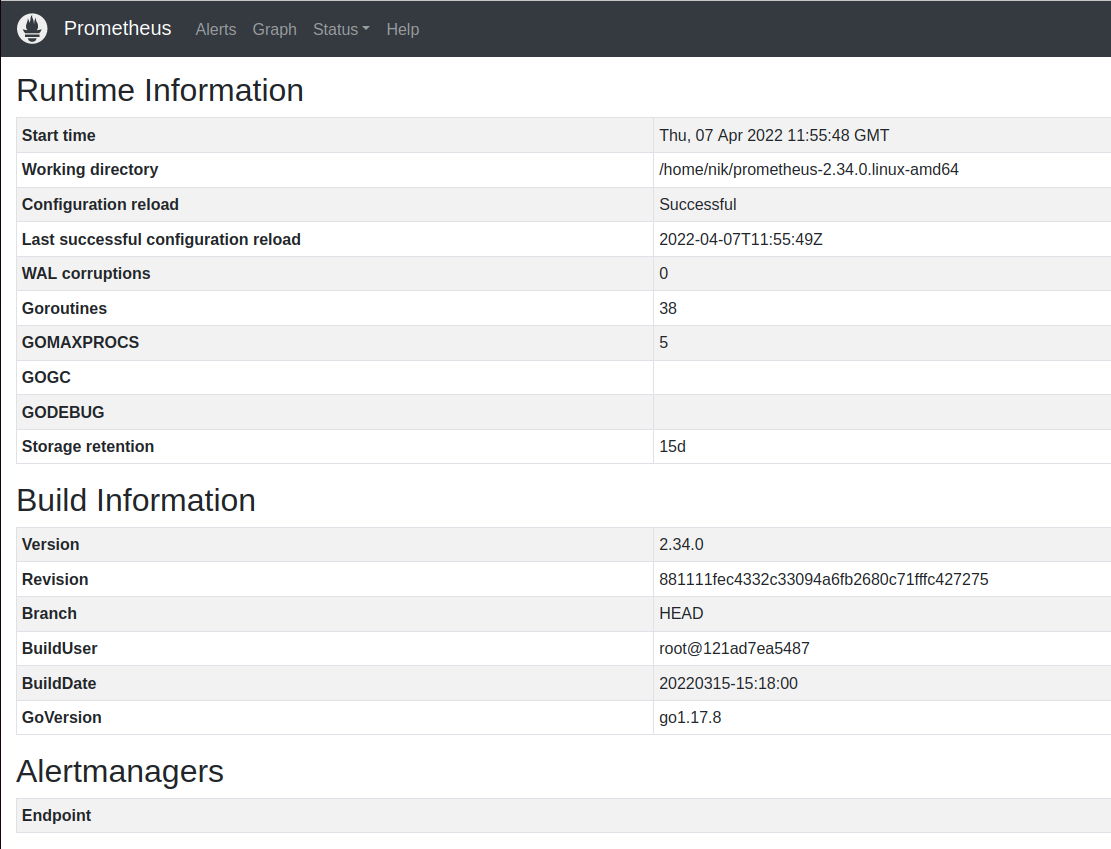 Prometheus Alerts Graph Status Help
Runtime Information
Start time Thu, 07 Apr 2022 11:55:48 GMT
Working directory /home/nik/prometheus-2.34.0.linux-amd64
Configuration reload Successful
Last successful configuration reload 2022-04-07T11:55:49Z
WAL corruptions 0
Goroutines 38
GOMAXPROCS 5
GOGC
GODEBUG
Storage retention 15d
Build Information
Version 2.34.0
Revision 881111fec4332c33094a6fb2680c71fffc427275
Branch HEAD
BuildUser root@121ad7ea5487
BuildDate 20220315-15:18:00
GoVersion go1.17.8
Alertmanagers
Endpoint